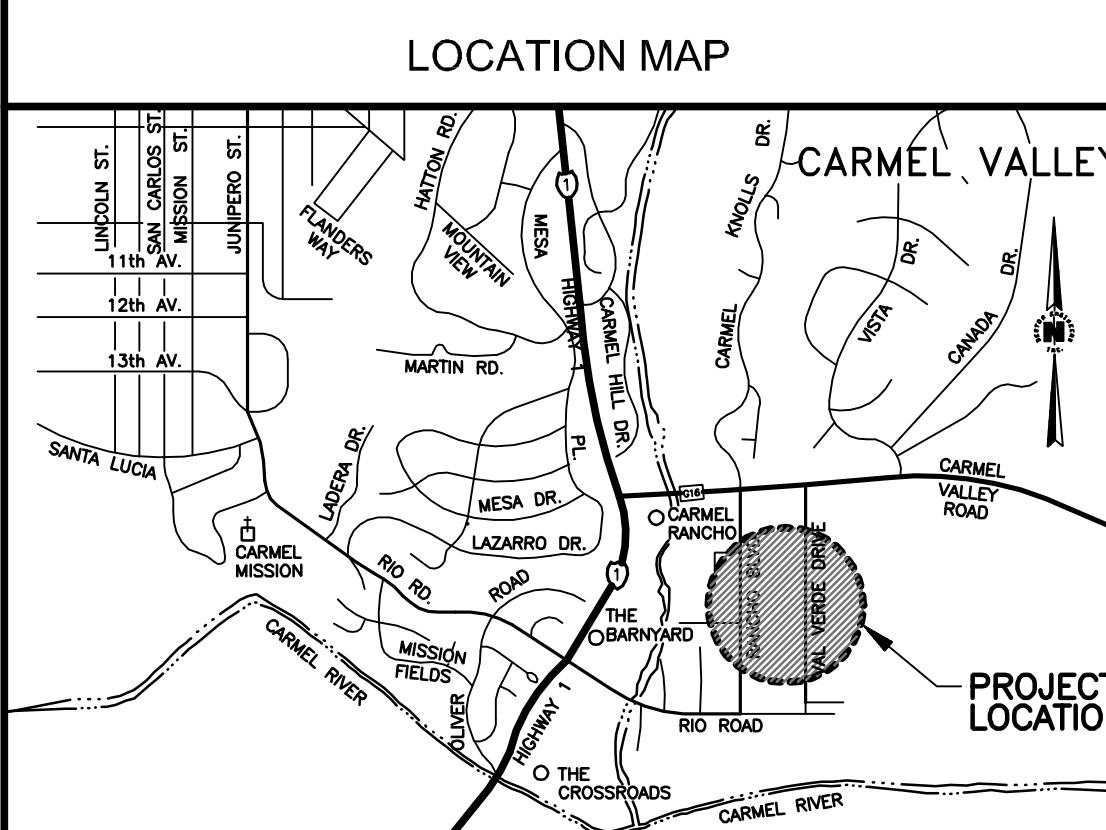 LOCATION MAP
CARMEL VALLEY
LINCOLN ST.
SAN CARLOS ST.
MISSION ST.
JUNIPERO ST.
FLANDERS
WAY
HATTON RD.
MOUNTAIN
VIEW
MESA
1
HIGHWAY 1
CARMEL HILL DR.
CARMEL
KNOLLS
DR.
VISTA
DR.
CANADA
DR.
N
INC.
11th AV.
12th AV.
13th AV.
MARTIN RD.
SANTA LUCIA
LADERA DR.
PL.
MESA DR.
LAZARRO DR.
G16
CARMEL
VALLEY
ROAD
CARMEL
RANCHO
CARMEL
MISSION
RIO RD.
ROAD
1
THE
BARNYARD
RANCHO BLVD
VAL VERDE DRIVE
MISSION
FIELDS
CARMEL RIVER
OLIVER
HIGHWAY 1
RIO ROAD
PROJECT
LOCATIO
THE
CROSSROADS
CARMEL RIVER